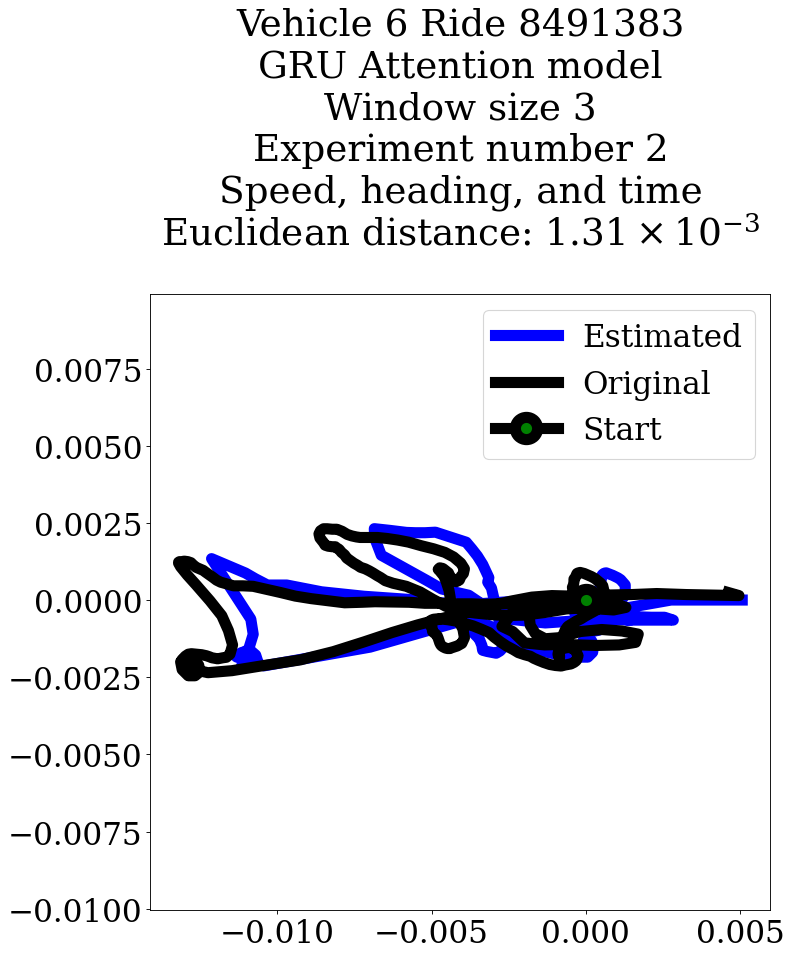 Vehicle 6 Ride 8491383
GRU Attention model
Window size 3
Experiment number 2
Speed, heading, and time
Euclidean distance: 1.31 × 10⁻³
Estimated
Original
Start
0.0075
0.0050
0.0025
0.0000
−0.0025
−0.0050
−0.0075
−0.0100
−0.010 −0.005 0.000 0.005